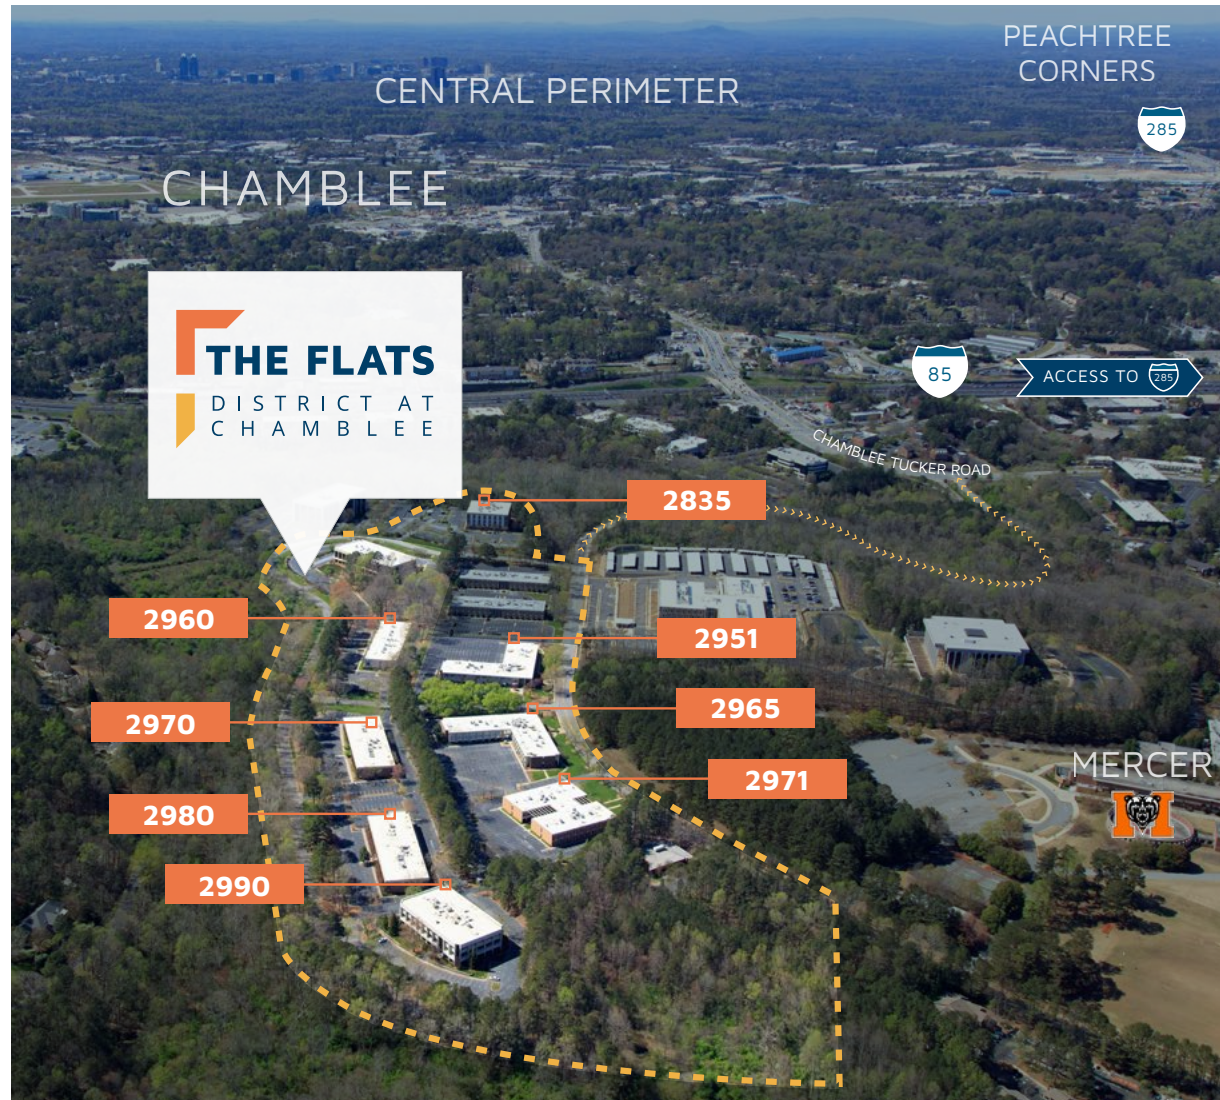 PEACHTREE
CORNERS
CENTRAL PERIMETER
285
CHAMBLEE
THE FLATS
DISTRICT AT
CHAMBLEE
85
ACCESS TO 285
CHAMBLEE TUCKER ROAD
2835
2960
2951
2965
2970
MERCER
2971
2980
M
2990